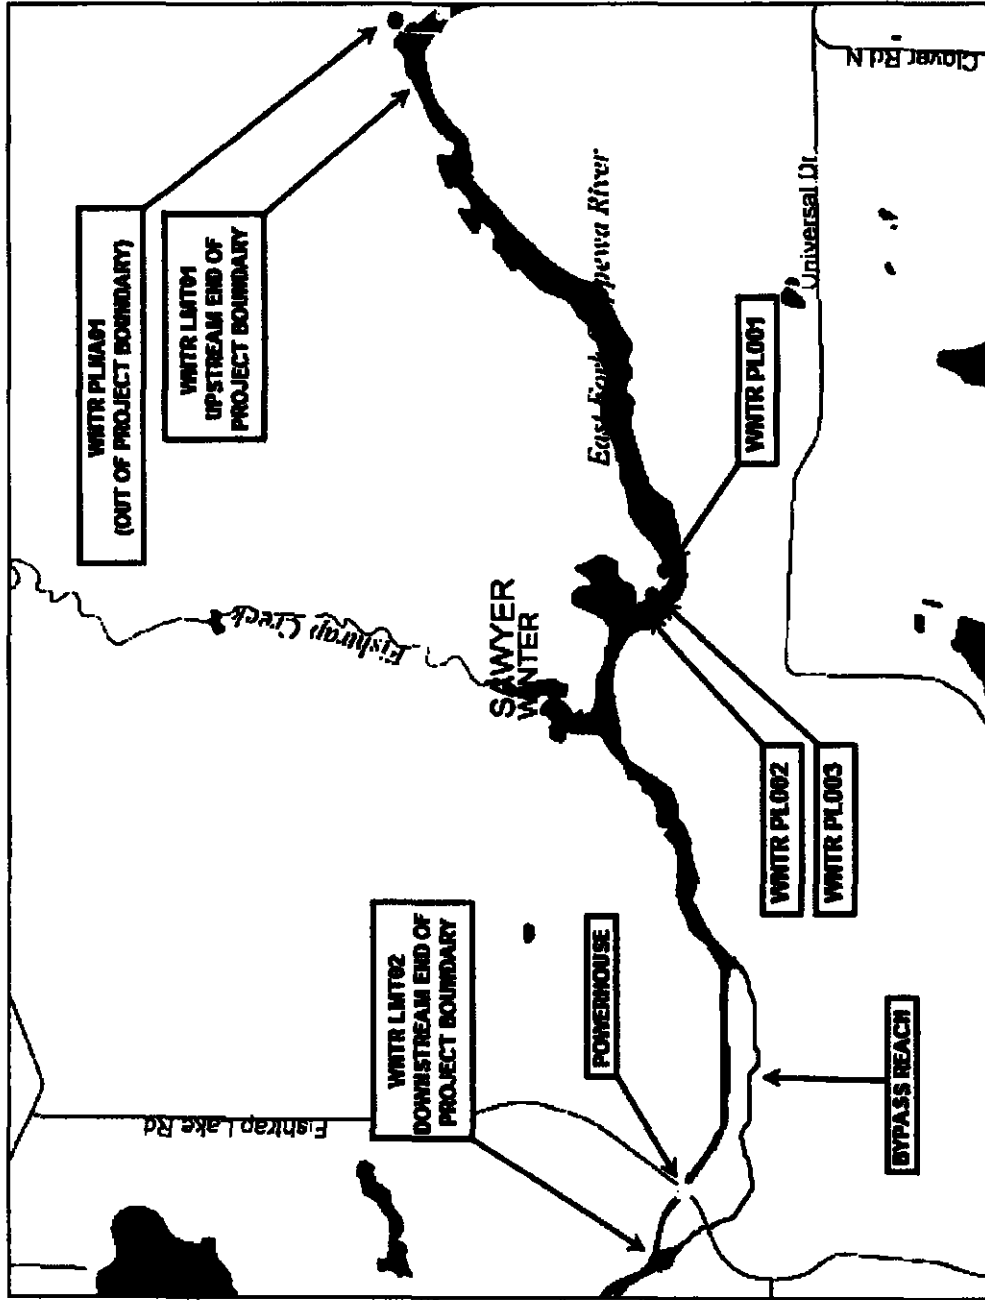 WNTR PLNA01
(OUT OF PROJECT BOUNDARY)
WNTR LMT01
UPSTREAM END OF
PROJECT BOUNDARY
Fishtrap Creek
SAWYER
WINTER
East Fork
River
Clover Rd N
Universal Dr
WNTR PL001
WNTR PL002
WNTR PL003
Fishtrap Lake Rd
WNTR LMT02
DOWNSTREAM END OF
PROJECT BOUNDARY
POWERHOUSE
BYPASS REACH